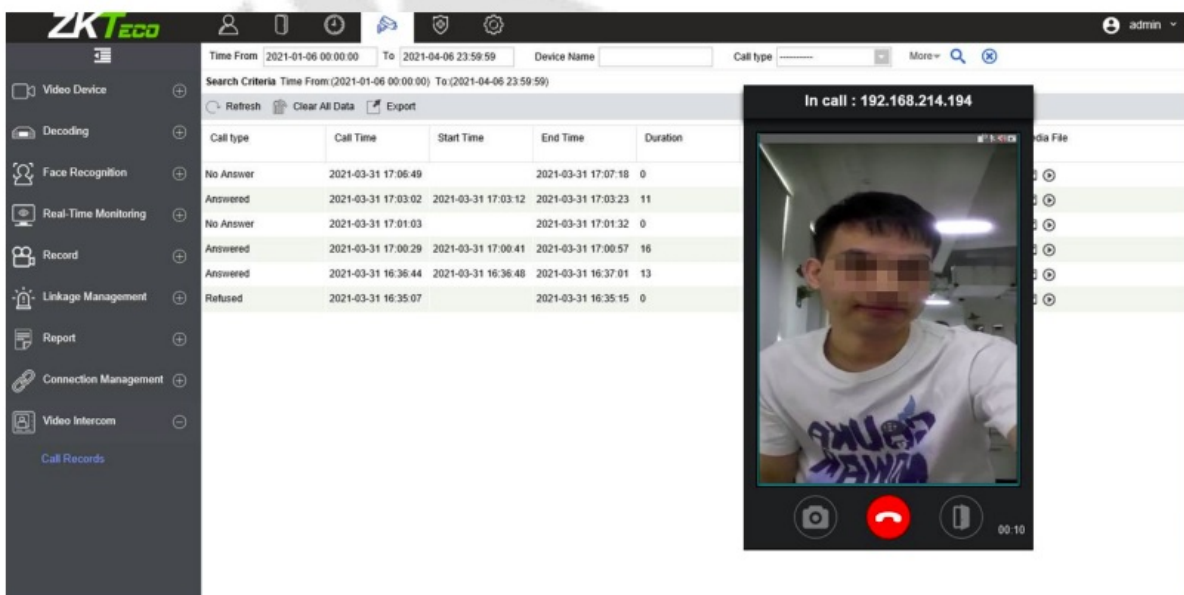 ZKTECO
admin
Time From 2021-01-06 00:00:00 To 2021-04-06 23:59:59 Device Name Call type ---------- More
Search Criteria Time From:(2021-01-06 00:00:00) To:(2021-04-06 23:59:59)
Refresh Clear All Data Export
In call : 192.168.214.194
Video Device
Decoding
Face Recognition
Real-Time Monitoring
Record
Linkage Management
Report
Connection Management
Video Intercom
Call Records
Call type Call Time Start Time End Time Duration dia File
No Answer 2021-03-31 17:06:49 2021-03-31 17:07:18 0
Answered 2021-03-31 17:03:02 2021-03-31 17:03:12 2021-03-31 17:03:23 11
No Answer 2021-03-31 17:01:03 2021-03-31 17:01:32 0
Answered 2021-03-31 17:00:29 2021-03-31 17:00:41 2021-03-31 17:00:57 16
Answered 2021-03-31 16:36:44 2021-03-31 16:36:48 2021-03-31 16:37:01 13
Refused 2021-03-31 16:35:07 2021-03-31 16:35:15 0
00:10